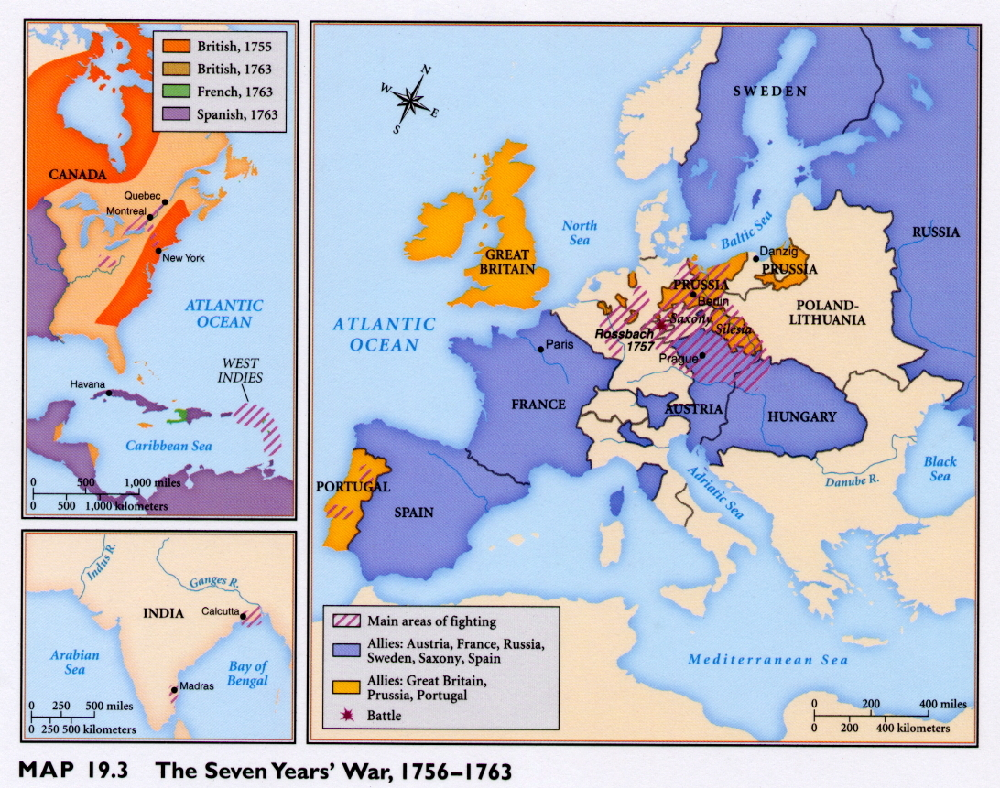 British, 1755
British, 1763
French, 1763
Spanish, 1763
CANADA
Quebec
Montreal
New York
ATLANTIC
OCEAN
WEST
INDIES
Havana
Caribbean Sea
0 500 1,000 miles
0 500 1,000 kilometers
Indus R.
Ganges R.
INDIA
Calcutta
Arabian
Sea
Bay of
Bengal
Madras
0 250 500 miles
0 250 500 kilometers
N
W
E
S
SWEDEN
RUSSIA
North
Sea
Baltic Sea
GREAT
BRITAIN
Danzig
PRUSSIA
PRUSSIA
Berlin
POLAND-
LITHUANIA
ATLANTIC
OCEAN
Saxony
Silesia
Rossbach
1757
Paris
Prague
FRANCE
AUSTRIA
HUNGARY
Black
Sea
Danube R.
Adriatic Sea
PORTUGAL
SPAIN
Main areas of fighting
Allies: Austria, France, Russia,
Sweden, Saxony, Spain
Allies: Great Britain,
Prussia, Portugal
Battle
Mediterranean Sea
0 200 400 miles
0 200 400 kilometers
MAP 19.3 The Seven Years' War, 1756–1763